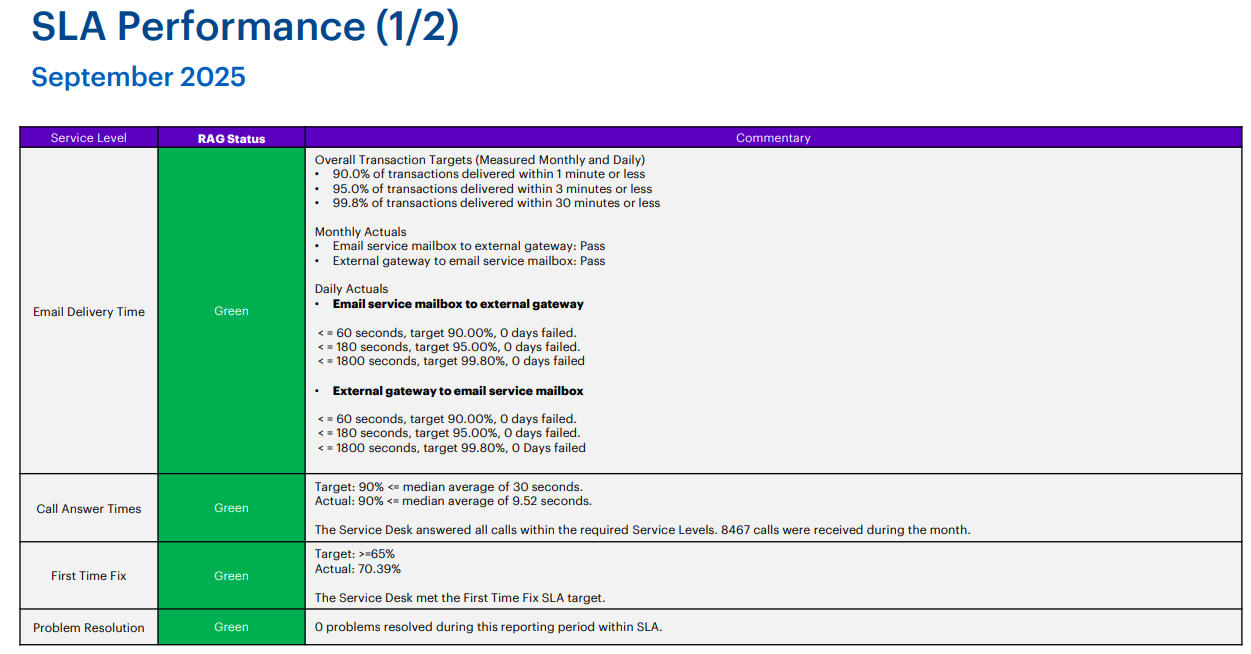 SLA Performance (1/2)
September 2025
Service Level
RAG Status
Commentary
Email Delivery Time
Green
Overall Transaction Targets (Measured Monthly and Daily)
• 90.0% of transactions delivered within 1 minute or less
• 95.0% of transactions delivered within 3 minutes or less
• 99.8% of transactions delivered within 30 minutes or less
Monthly Actuals
• Email service mailbox to external gateway: Pass
• External gateway to email service mailbox: Pass
Daily Actuals
• Email service mailbox to external gateway
< = 60 seconds, target 90.00%, 0 days failed.
< = 180 seconds, target 95.00%, 0 days failed.
< = 1800 seconds, target 99.80%, 0 days failed
• External gateway to email service mailbox
< = 60 seconds, target 90.00%, 0 days failed.
< = 180 seconds, target 95.00%, 0 days failed.
< = 1800 seconds, target 99.80%, 0 Days failed
Call Answer Times
Green
Target: 90% <= median average of 30 seconds.
Actual: 90% <= median average of 9.52 seconds.
The Service Desk answered all calls within the required Service Levels. 8467 calls were received during the month.
First Time Fix
Green
Target: >=65%
Actual: 70.39%
The Service Desk met the First Time Fix SLA target.
Problem Resolution
Green
0 problems resolved during this reporting period within SLA.